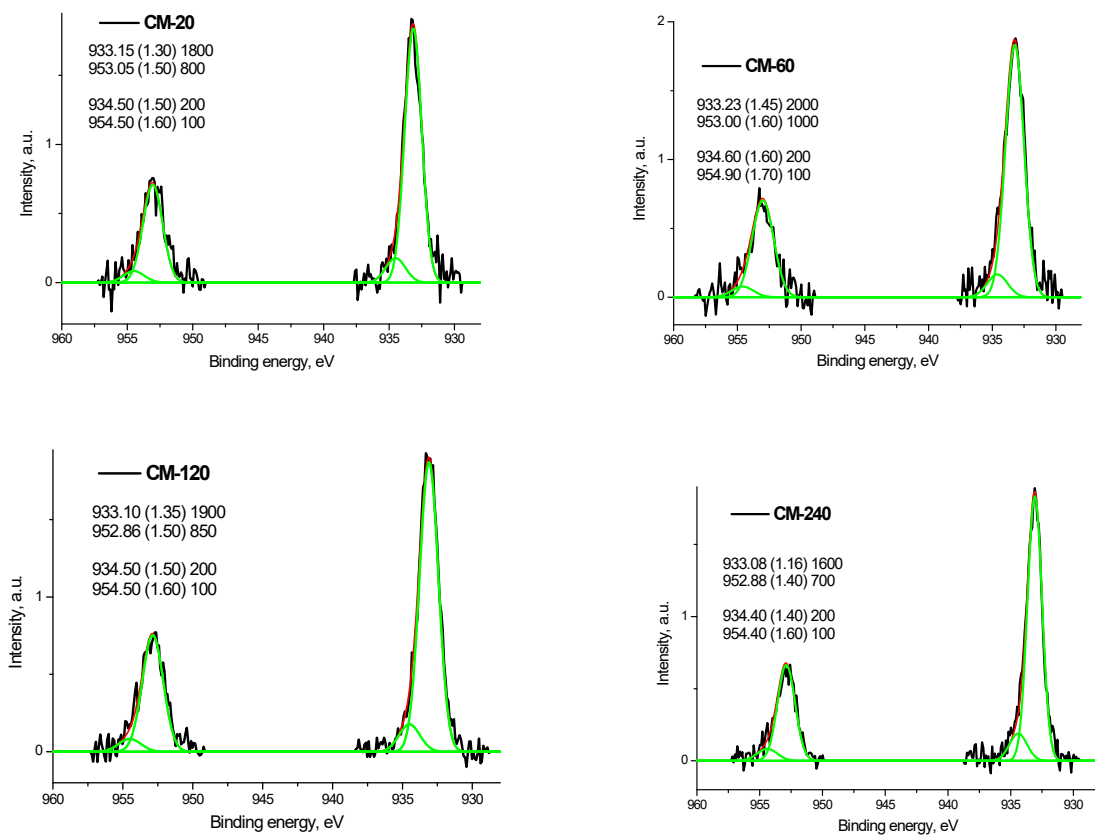 CM-20
933.15 (1.30) 1800
953.05 (1.50) 800
934.50 (1.50) 200
954.50 (1.60) 100
Intensity, a.u.
1
0
960 955 950 945 940 935 930
Binding energy, eV
CM-60
933.23 (1.45) 2000
953.00 (1.60) 1000
934.60 (1.60) 200
954.90 (1.70) 100
Intensity, a.u.
2
1
0
960 955 950 945 940 935 930
Binding energy, eV
CM-120
933.10 (1.35) 1900
952.86 (1.50) 850
934.50 (1.50) 200
954.50 (1.60) 100
Intensity, a.u.
1
0
960 955 950 945 940 935 930
Binding energy, eV
CM-240
933.08 (1.16) 1600
952.88 (1.40) 700
934.40 (1.40) 200
954.40 (1.60) 100
Intensity, a.u.
1
0
960 955 950 945 940 935 930
Binding energy, eV